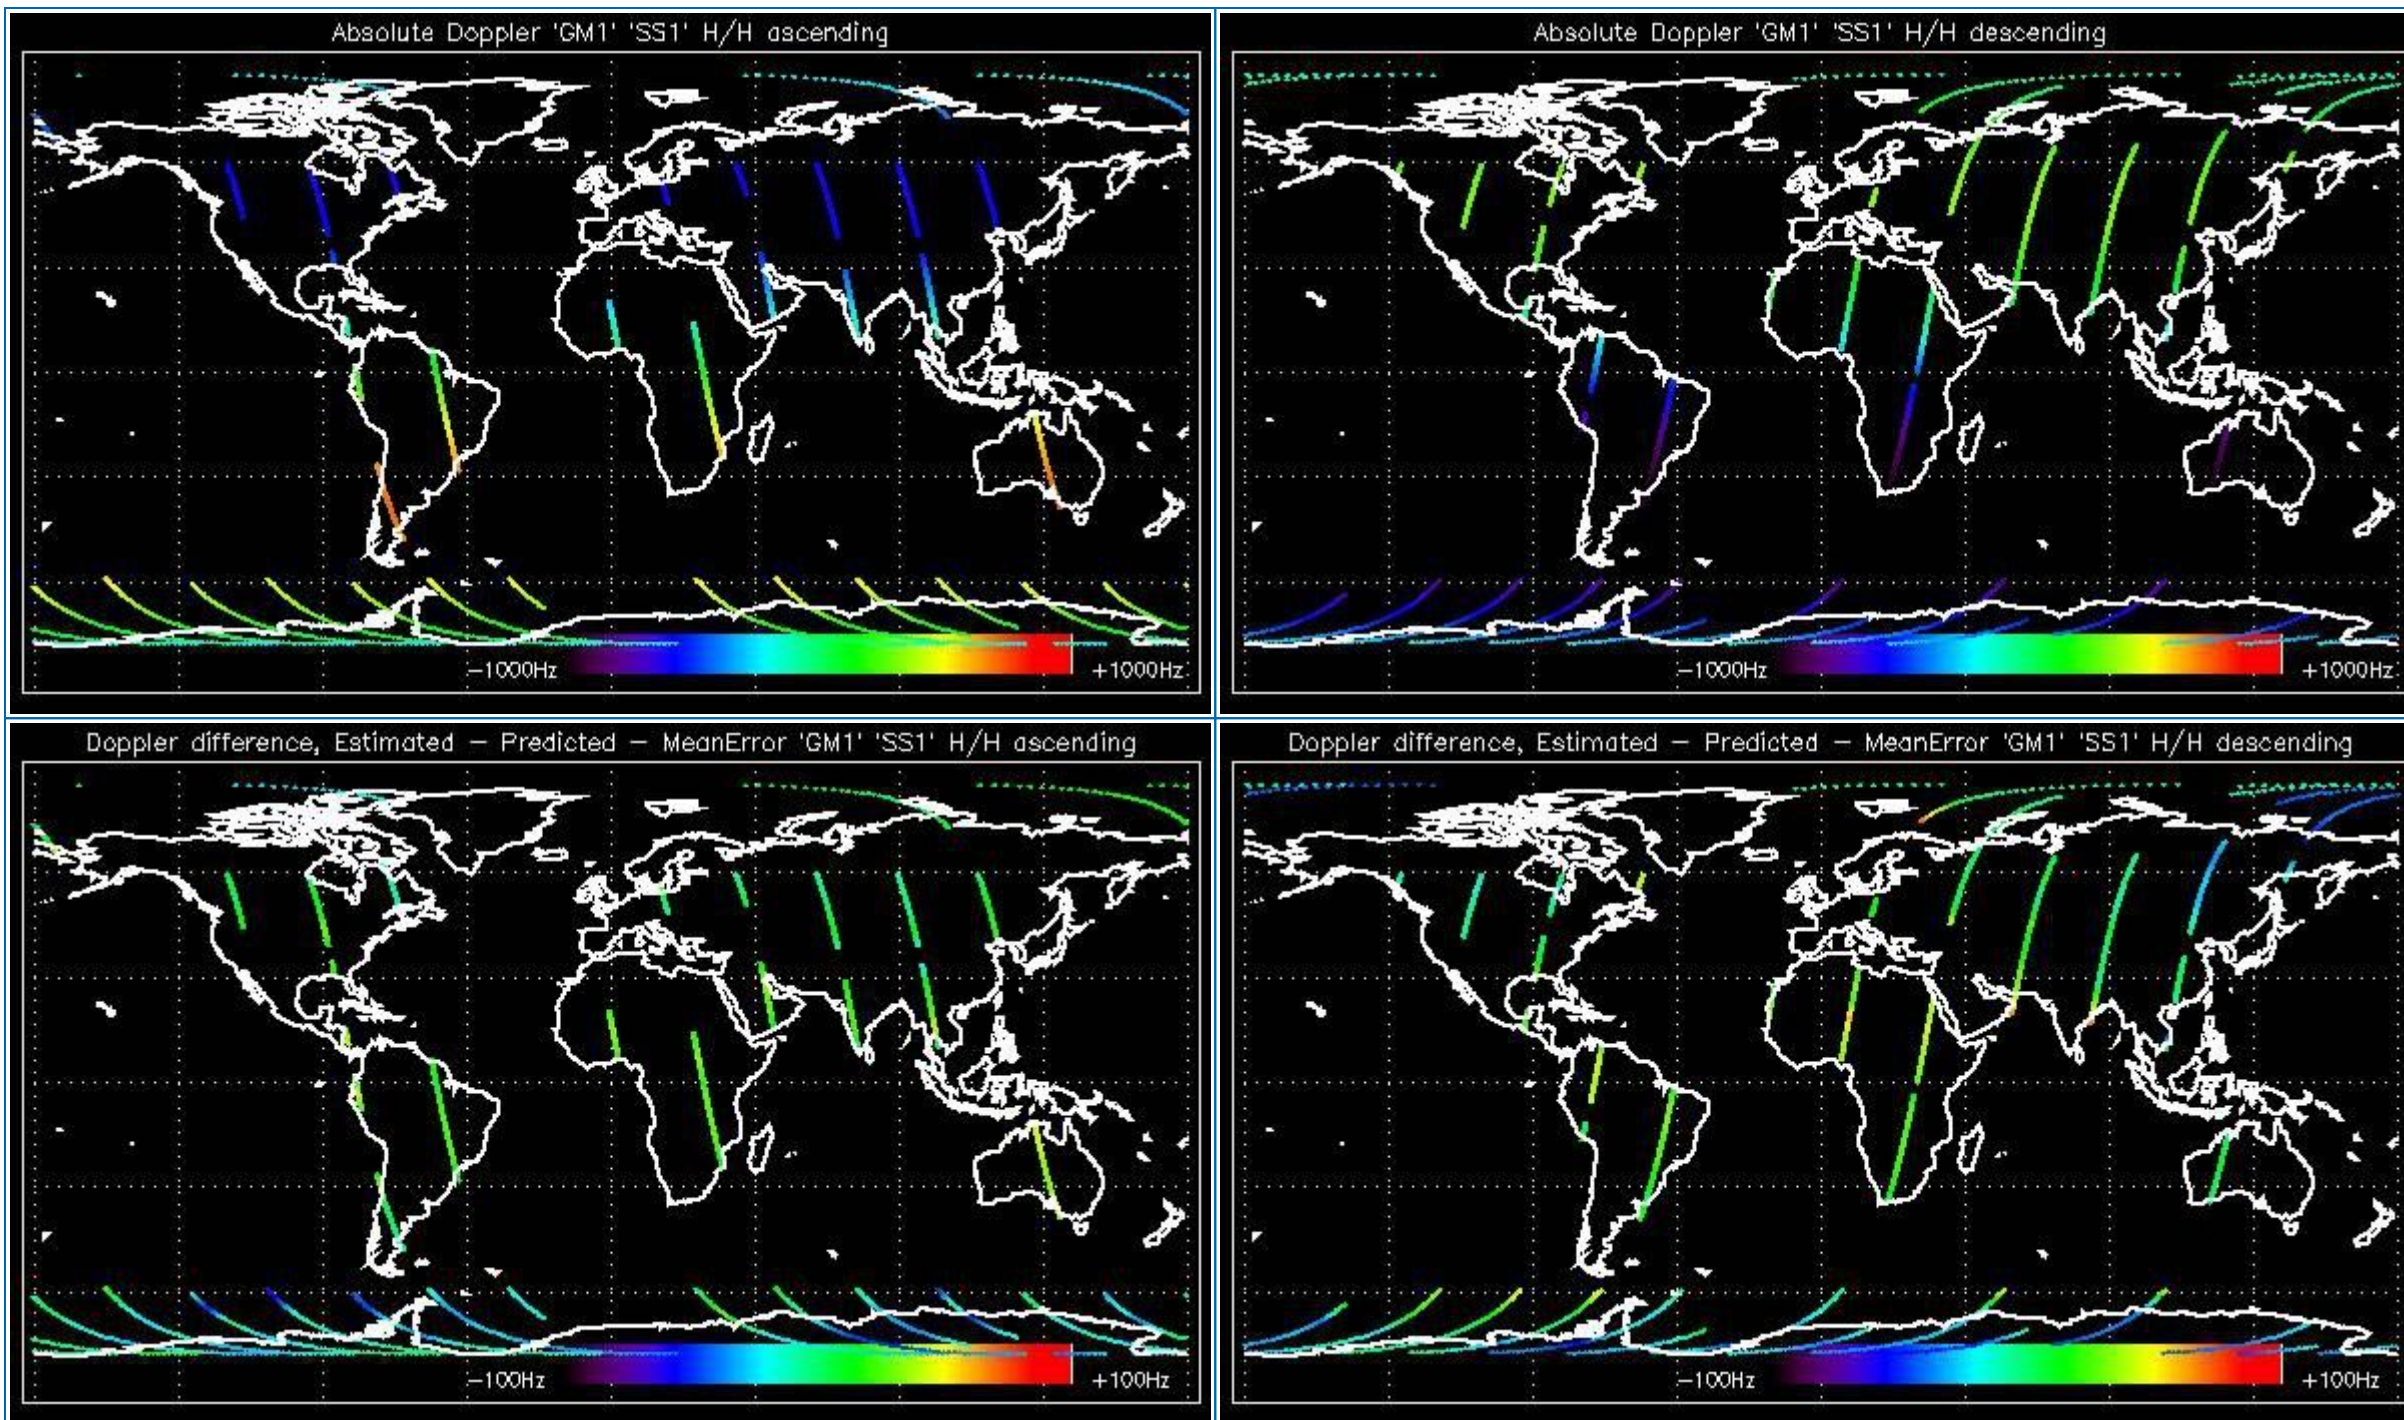 Absolute Doppler 'GM1' 'SS1' H/H ascending
−1000Hz
+1000Hz
Absolute Doppler 'GM1' 'SS1' H/H descending
−1000Hz
+1000Hz
Doppler difference, Estimated − Predicted − MeanError 'GM1' 'SS1' H/H ascending
−100Hz
+100Hz
Doppler difference, Estimated − Predicted − MeanError 'GM1' 'SS1' H/H descending
−100Hz
+100Hz